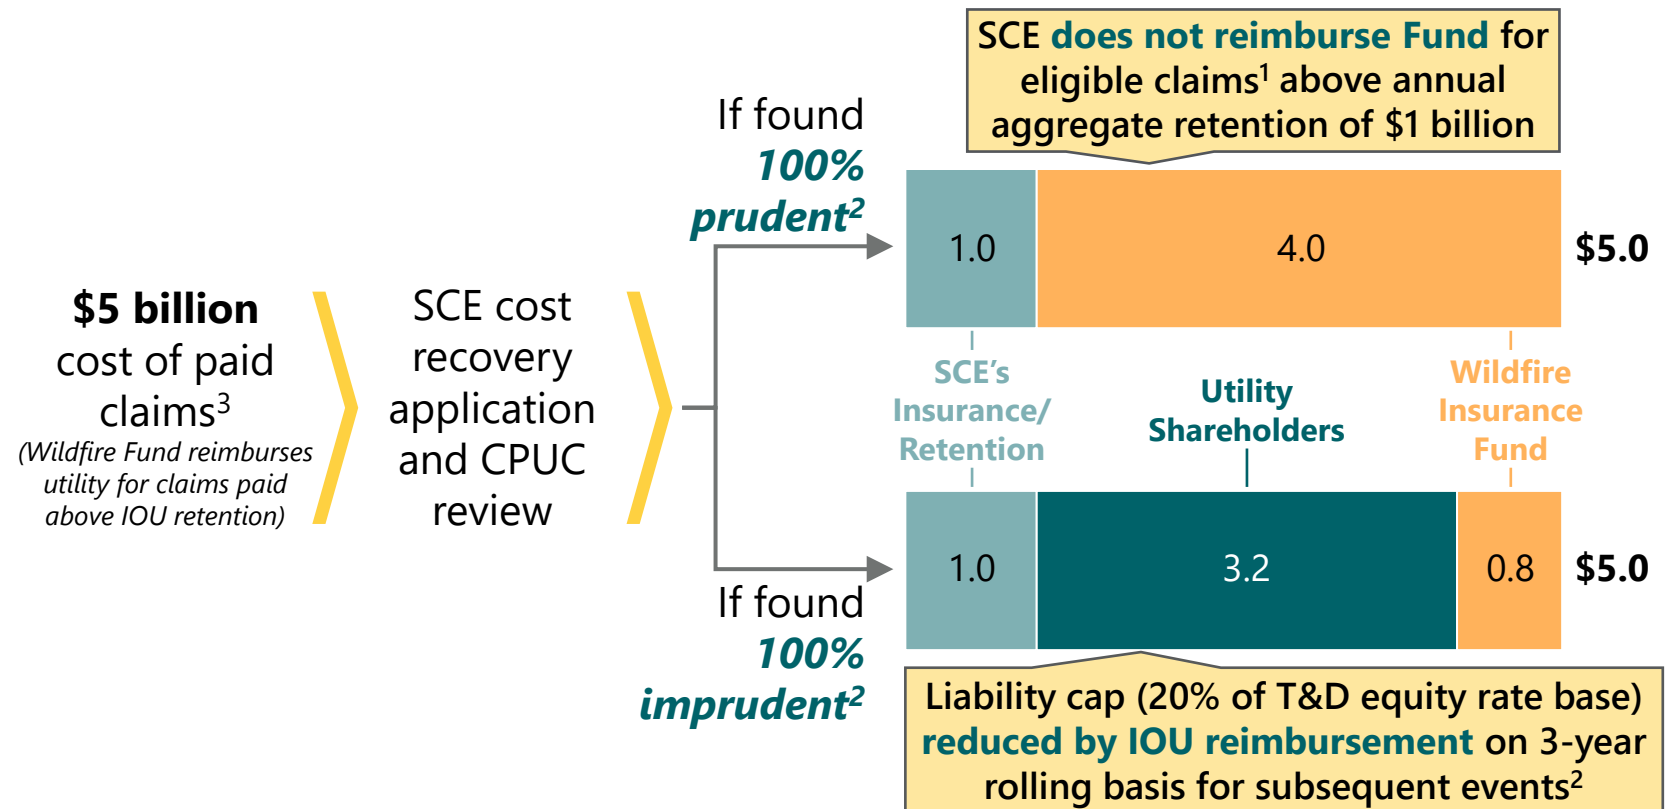 SCE does not reimburse Fund for
eligible claims¹ above annual
aggregate retention of $1 billion
If found
100%
prudent²
1.0
4.0
$5.0
$5 billion
cost of paid
claims³
(Wildfire Fund reimburses
utility for claims paid
above IOU retention)
SCE cost
recovery
application
and CPUC
review
SCE's
Insurance/
Retention
Utility
Shareholders
Wildfire
Insurance
Fund
If found
100%
imprudent²
1.0
3.2
0.8
$5.0
Liability cap (20% of T&D equity rate base)
reduced by IOU reimbursement on 3-year
rolling basis for subsequent events²